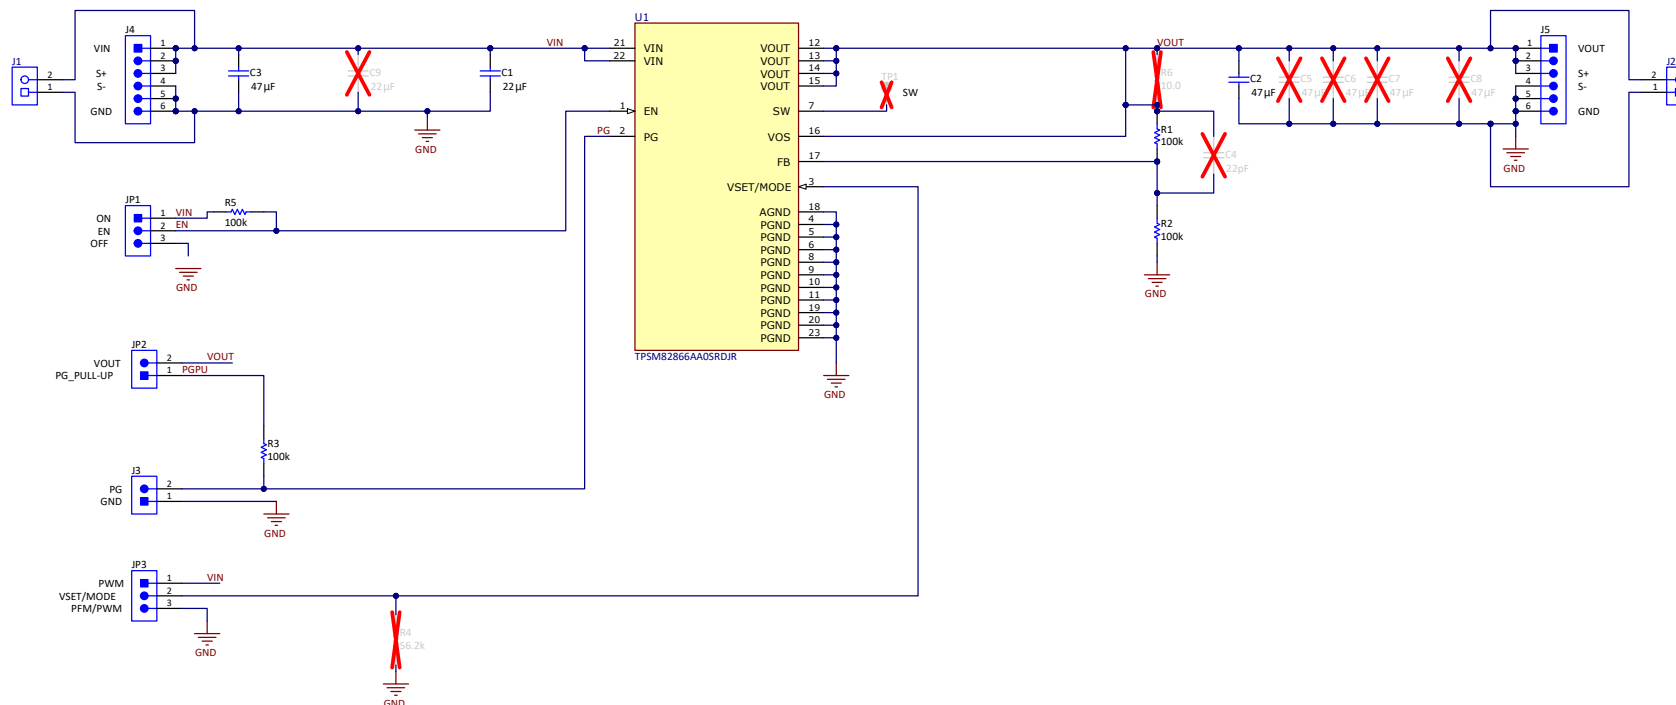 U1
TPSM82866AA0SRDJR
21 VIN
22 VIN
1 EN
PG 2 PG
VOUT 12
VOUT 13
VOUT 14
VOUT 15
SW 7
VOS 16
FB 17
VSET/MODE 3
AGND 18
PGND 4
PGND 5
PGND 6
PGND 8
PGND 9
PGND 10
PGND 11
PGND 19
PGND 20
PGND 23
GND
J1
2
1
J4
VIN
S+
S-
GND
1
2
3
4
5
6
C3
47µF
C9
22µF
C1
22µF
VIN
GND
JP1
ON
EN
OFF
1 VIN
2 EN
3
R5
100k
GND
JP2
VOUT 2 VOUT
PG_PULL-UP 1 PGPU
R3
100k
J3
PG 2
GND 1
GND
JP3
PWM 1 VIN
VSET/MODE 2
PFM/PWM 3
GND
R4
56.2k
GND
TP1
SW
VOUT
R6
10.0
R1
100k
C4
22pF
R2
100k
GND
C2
47µF
C5
47µF
C6
47µF
C7
47µF
C8
47µF
J5
1
2
3
4
5
6
VOUT
S+
S-
GND
GND
J2
2
1